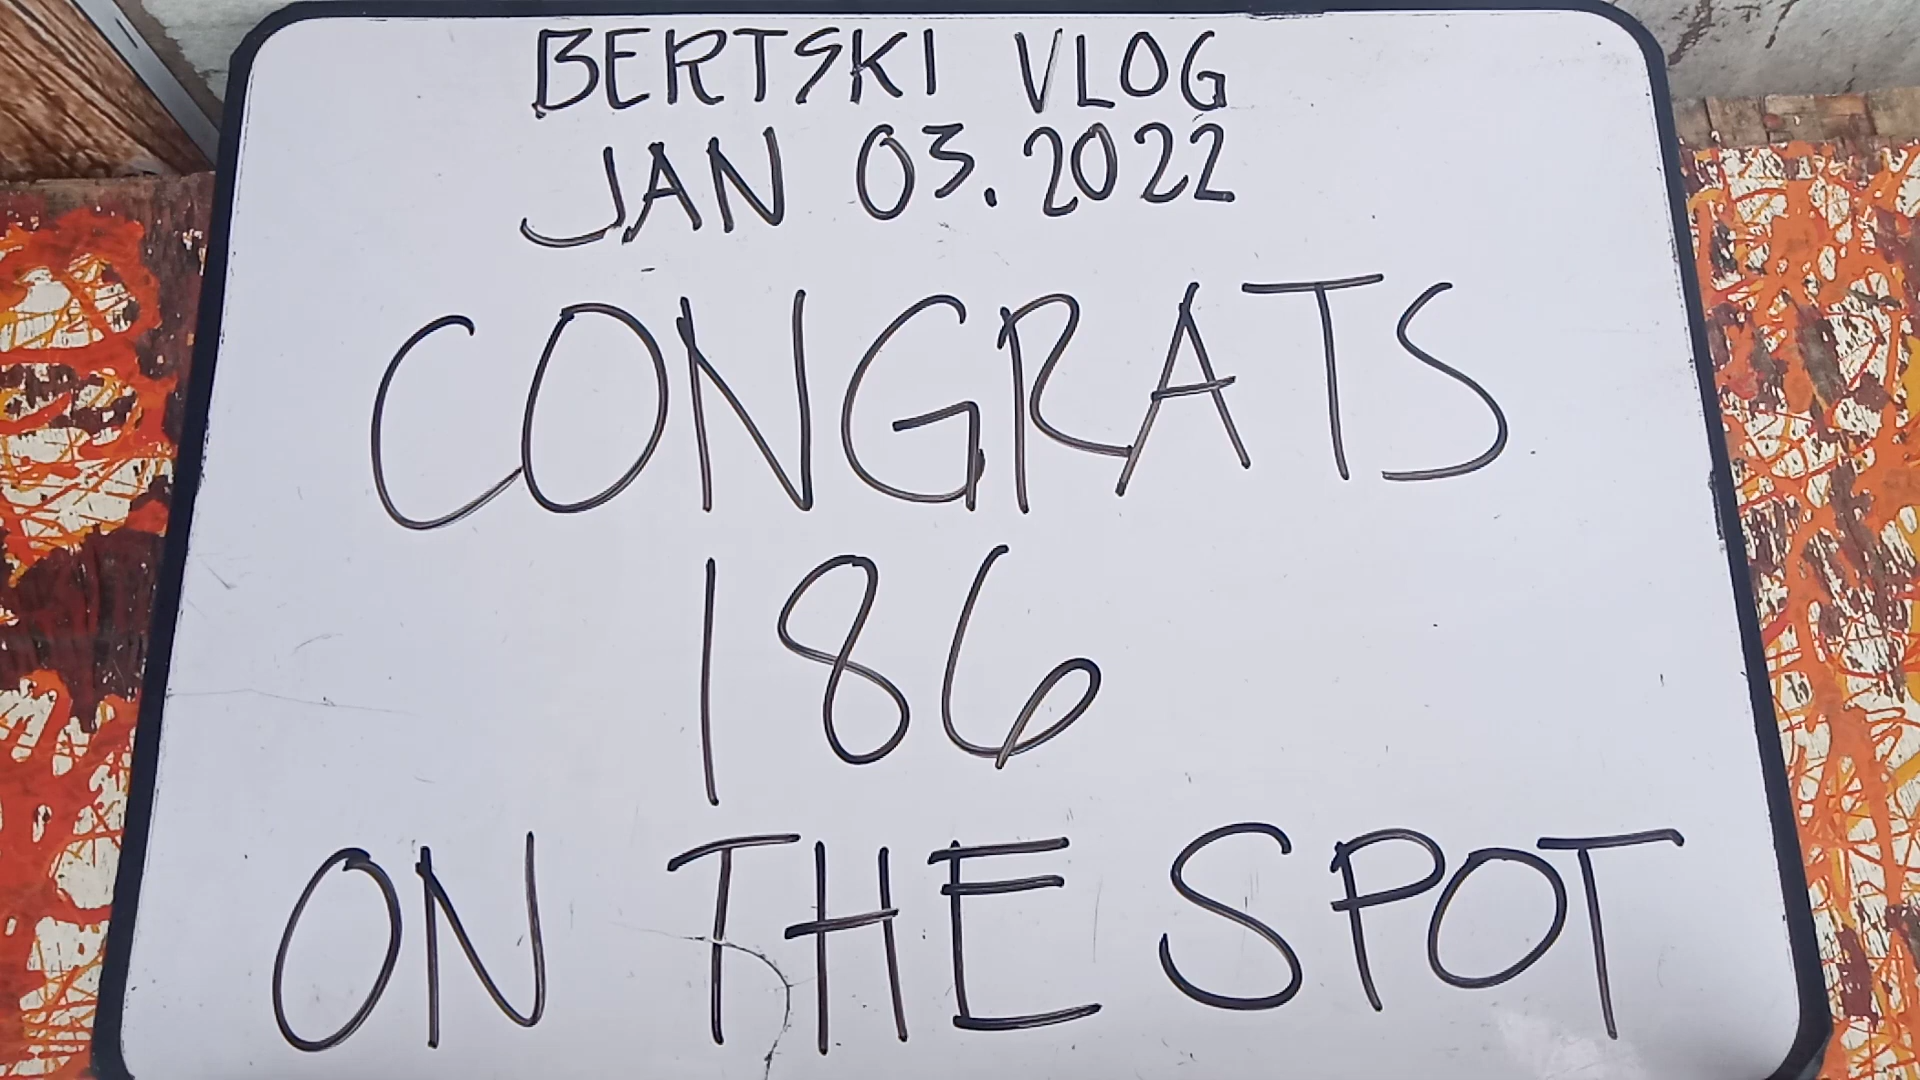 BERTSKI VLOG
JAN 03.2022
CONGRATS
186
ON THE SPOT